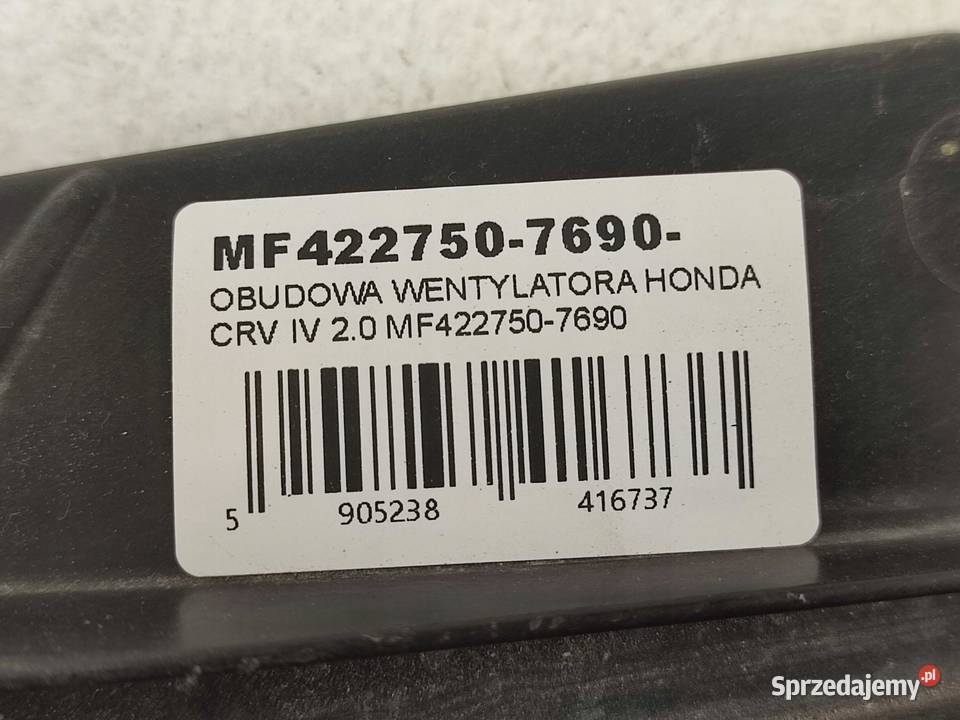 MF422750-7690-
OBUDOWA WENTYLATORA HONDA
CRV IV 2.0 MF422750-7690
5 905238 416737
Sprzedajemy.pl